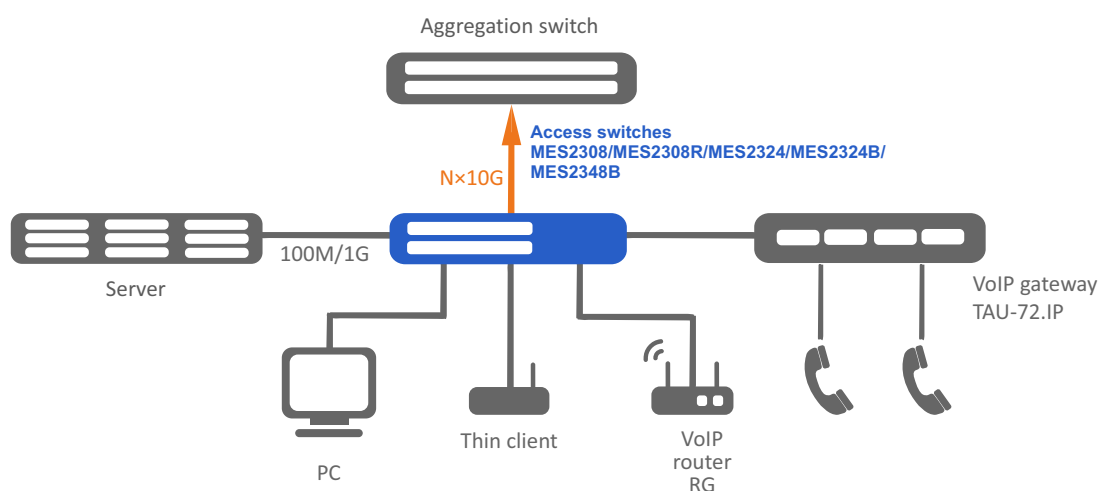 Aggregation switch
Access switches
MES2308/MES2308R/MES2324/MES2324B/
MES2348B
N×10G
100M/1G
Server
VoIP gateway
TAU-72.IP
PC
Thin client
VoIP
router
RG